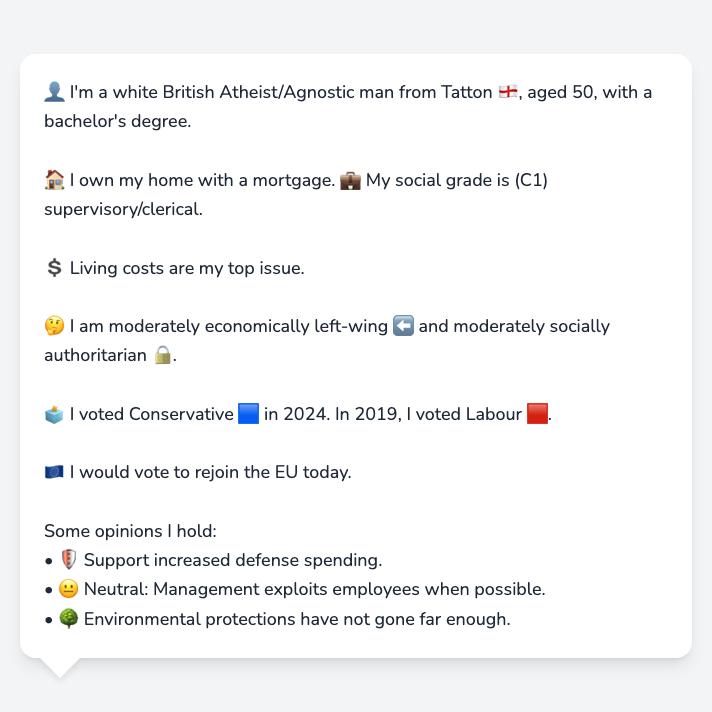 👤 I'm a white British Atheist/Agnostic man from Tatton 🏴󠁧󠁢󠁥󠁮󠁧󠁿, aged 50, with a
bachelor's degree.
🏠 I own my home with a mortgage. 💼 My social grade is (C1)
supervisory/clerical.
💲 Living costs are my top issue.
🤔 I am moderately economically left-wing ⬅️ and moderately socially
authoritarian 🔒.
🗳️ I voted Conservative 🟦 in 2024. In 2019, I voted Labour 🟥.
🇪🇺 I would vote to rejoin the EU today.
Some opinions I hold:
• 🛡️ Support increased defense spending.
• 😐 Neutral: Management exploits employees when possible.
• 🌳 Environmental protections have not gone far enough.